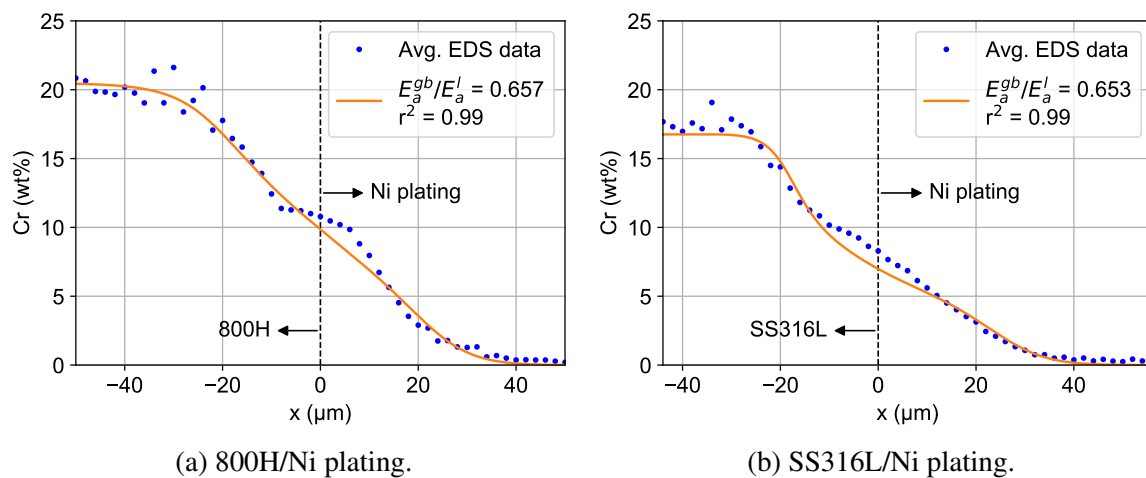 25
20
15
10
5
0
Cr (wt%)
−40
−20
0
20
40
x (µm)
Avg. EDS data
E_a^{gb}/E_a^l = 0.657
r² = 0.99
Ni plating
800H
(a) 800H/Ni plating.
25
20
15
10
5
0
Cr (wt%)
−40
−20
0
20
40
x (µm)
Avg. EDS data
E_a^{gb}/E_a^l = 0.653
r² = 0.99
Ni plating
SS316L
(b) SS316L/Ni plating.